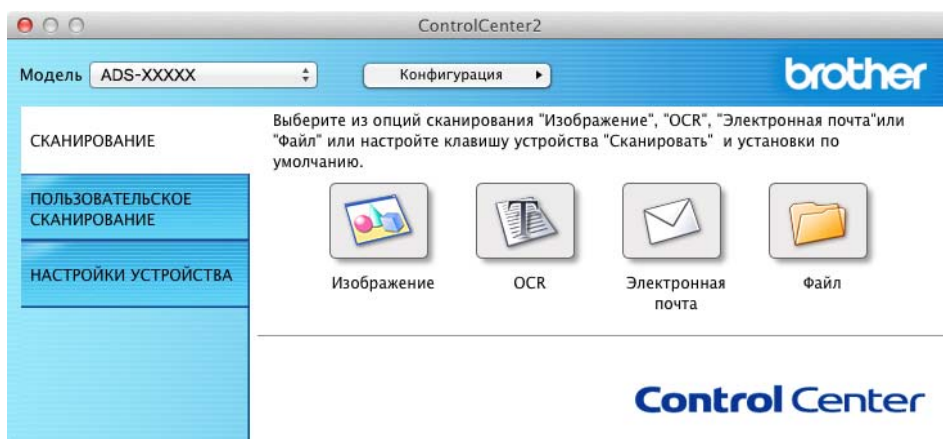 ControlCenter2
Модель ADS-XXXXX Конфигурация brother
СКАНИРОВАНИЕ
ПОЛЬЗОВАТЕЛЬСКОЕ
СКАНИРОВАНИЕ
НАСТРОЙКИ УСТРОЙСТВА
Выберите из опций сканирования "Изображение", "OCR", "Электронная почта"или
"Файл" или настройте клавишу устройства "Сканировать" и установки по
умолчанию.
Изображение
OCR
Электронная
почта
Файл
Control Center